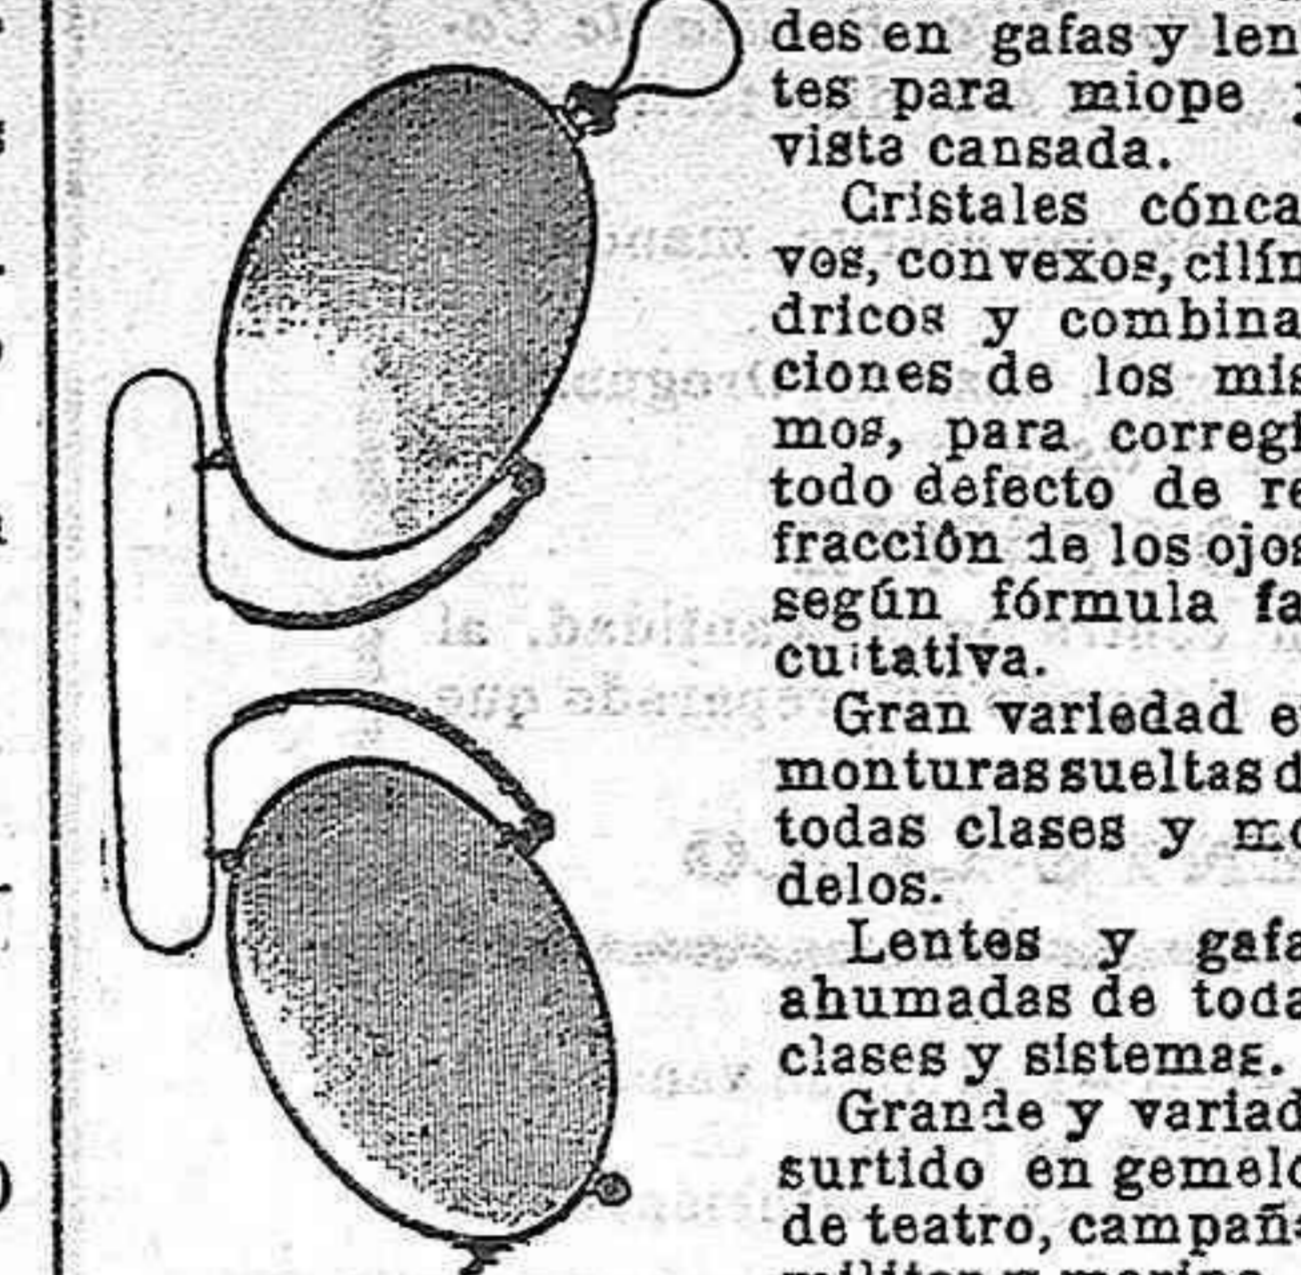 des en gafas y len
tes para miope
vista cansada.
Cristales cónca
vos, convexos, cilín
dricos y combina
ciones de los mis
mos, para corregi
todo defecto de re
fracción de los ojos
según fórmula fa
cultativa.
Gran variedad e
monturas sueltas d
todas clases y mo
delos.
Lentes y gafa
ahumadas de toda
clases y sistemas.
Grande y variad
surtido en gemelo
de teatro, campaña